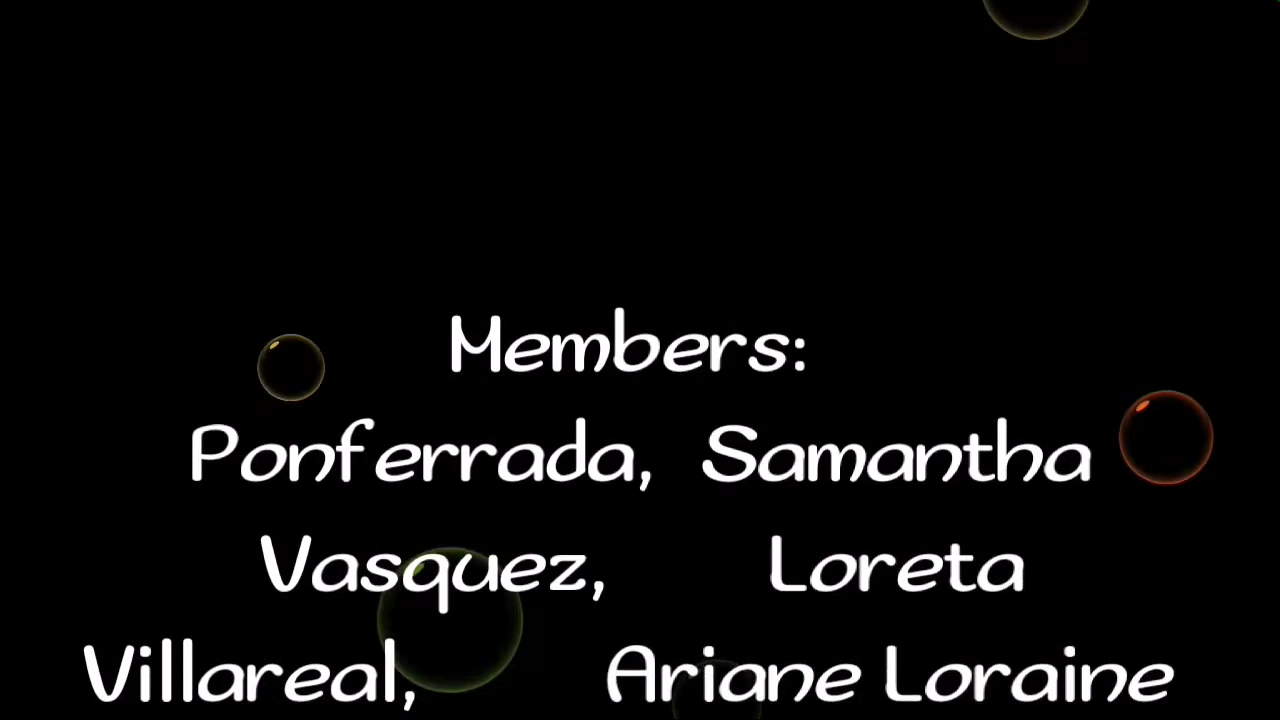 Members:
Ponferrada, Samantha
Vasquez, Loreta
Villareal, Ariane Loraine